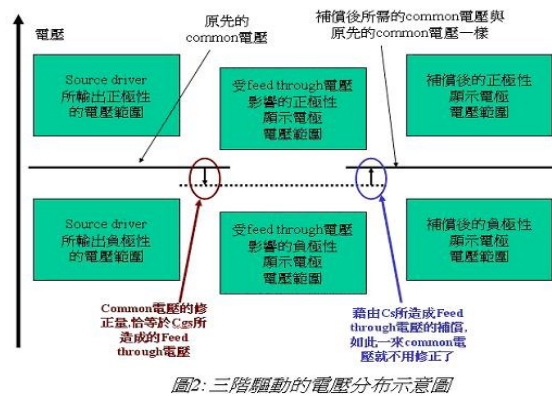 電壓
原先的
common電壓
補償後所需的common電壓與
原先的common電壓一樣
Source driver
所輸出正極性
的電壓範圍
受feed through電壓
影響的正極性
顯示電極
電壓範圍
補償後的正極性
顯示電極
電壓範圍
Source driver
所輸出負極性
的電壓範圍
受feed through電壓
影響的負極性
顯示電極
電壓範圍
補償後的負極性
顯示電極
電壓範圍
Common電壓的修
正量,恰等於Cgs所
造成的Feed
through電壓
藉由Cs所造成Feed
through電壓的補償,
如此一來common電
壓就不用修正了
圖2: 三階驅動的電壓分布示意圖